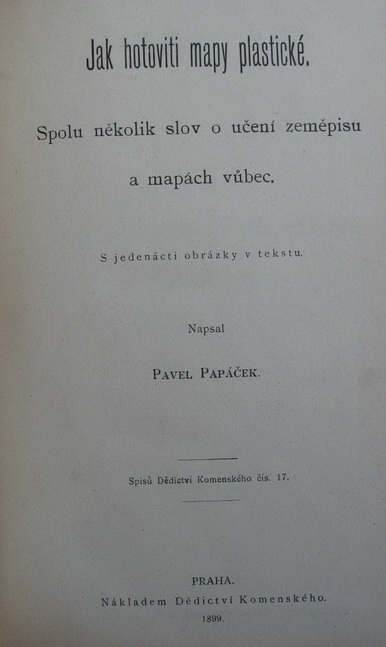 Jak hotoviti mapy plastické.
Spolu několik slov o učení zeměpisu
a mapách vůbec.
S jedenácti obrázky v tekstu.
Napsal
Pavel Papáček.
Spisů Dědictví Komenského čís. 17.
PRAHA.
Nákladem Dědictví Komenského.
1899.